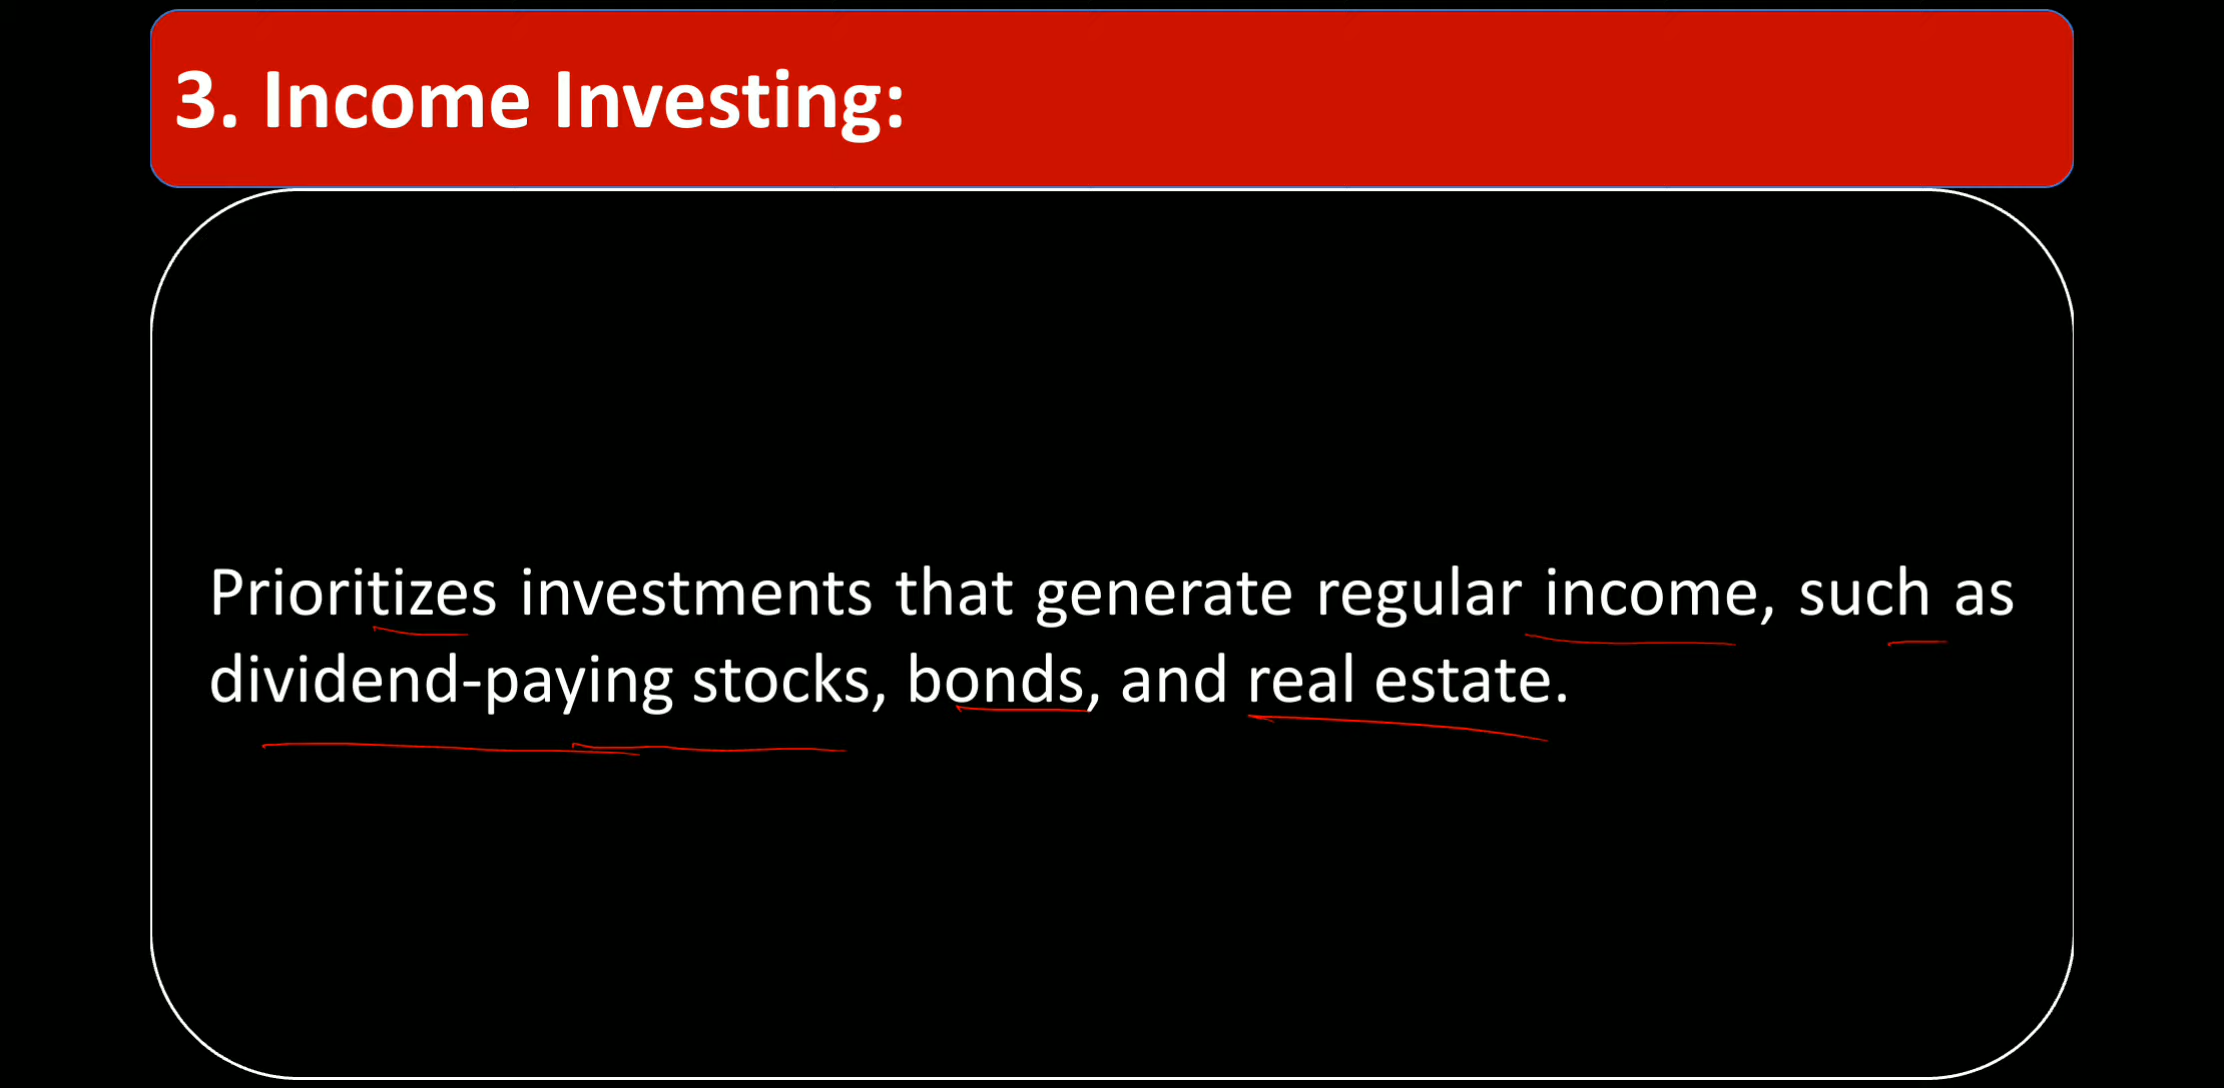 3. Income Investing:
Prioritizes investments that generate regular income, such as
dividend-paying stocks, bonds, and real estate.